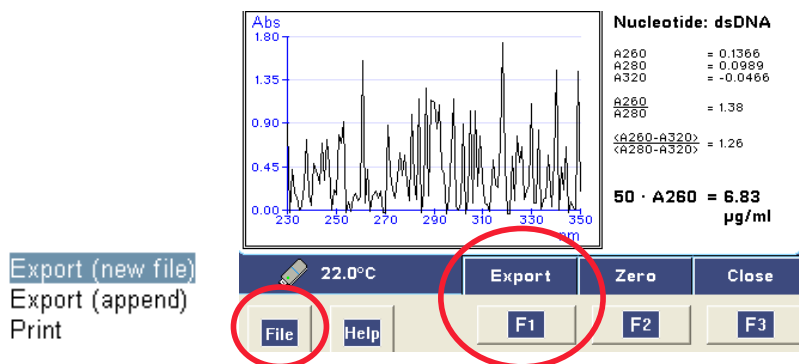 Abs
1.80
1.35
0.90
0.45
0.00
230 250 270 290 310 330 350
nm
Nucleotide: dsDNA
A260 = 0.1366
A280 = 0.0989
A320 = -0.0466
A260
A280 = 1.38
(A260-A320)
(A280-A320) = 1.26
50 · A260 = 6.83
µg/ml
Export (new file)
Export (append)
Print
22.0°C Export Zero Close
File Help F1 F2 F3